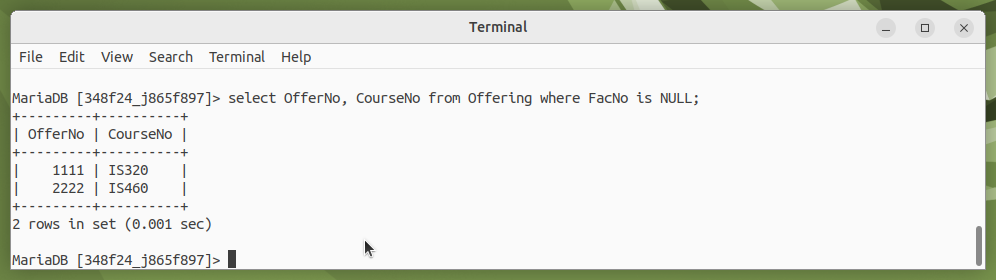 Terminal
File Edit View Search Terminal Help
MariaDB [348f24_j865f897]> select OfferNo, CourseNo from Offering where FacNo is NULL;
+---------+----------+
| OfferNo | CourseNo |
+---------+----------+
|    1111 | IS320    |
|    2222 | IS460    |
+---------+----------+
2 rows in set (0.001 sec)
MariaDB [348f24_j865f897]>